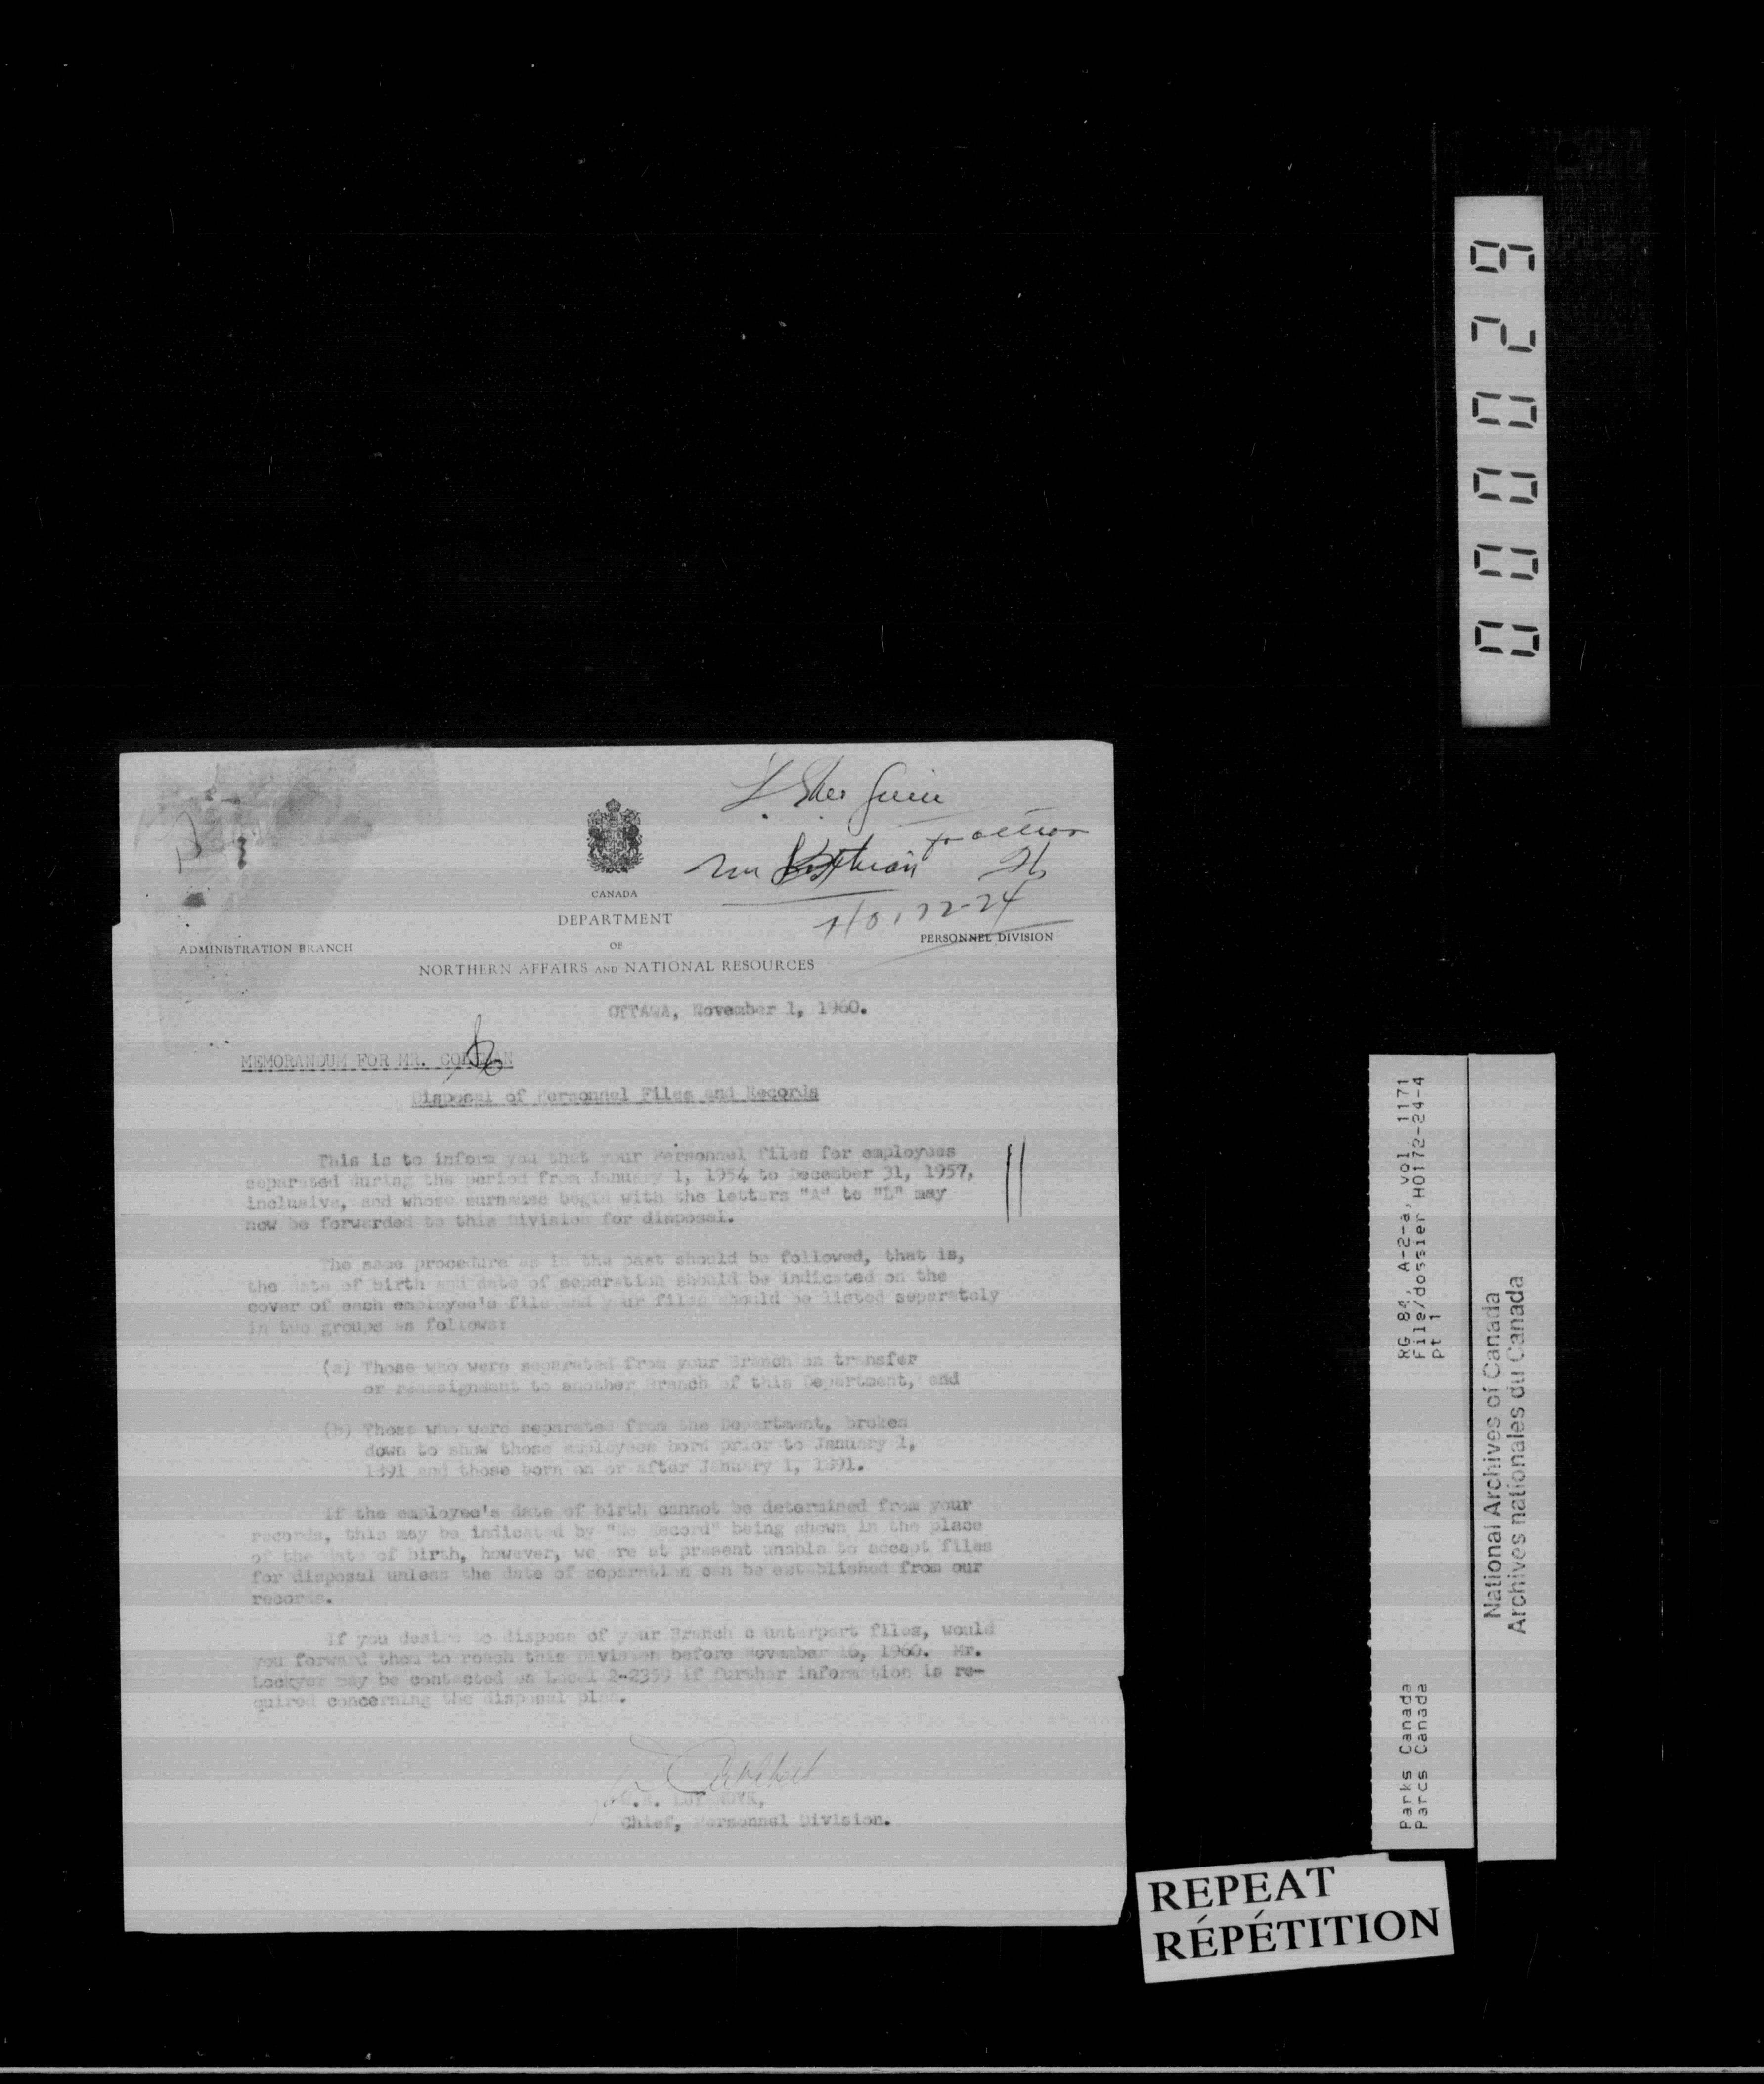 CANADA
DEPARTMENT
OF
NORTHERN AFFAIRS AND NATIONAL RESOURCES
ADMINISTRATION BRANCH
PERSONNEL DIVISION
for action
H0172-24
OTTAWA, November 1, 1960.
MEMORANDUM FOR MR. COLEMAN
Disposal of Personnel Files and Records
This is to inform you that your Personnel files for employees
separated during the period from January 1, 1954 to December 31, 1957,
inclusive, and whose surnames begin with the letters "A" to "L" may
now be forwarded to this Division for disposal.
The same procedure as in the past should be followed, that is,
the date of birth and date of separation should be indicated on the
cover of each employee's file and your files should be listed separately
in two groups as follows:
(a) Those who were separated from your Branch on transfer
or reassignment to another Branch of this Department, and
(b) Those who were separated from the Department, broken
down to show those employees born prior to January 1,
1891 and those born on or after January 1, 1891.
If the employee's date of birth cannot be determined from your
records, this may be indicated by "No Record" being shown in the place
of the date of birth, however, we are at present unable to accept files
for disposal unless the date of separation can be established from our
records.
If you desire to dispose of your Branch counterpart files, would
you forward them to reach this Division before November 16, 1960. Mr.
Lockyer may be contacted on Local 2-2359 if further information is re-
quired concerning the disposal plan.
LUYENDYK,
Chief, Personnel Division.
000029
RG 84, A-2-a, vol. 1171
File/dossier H0172-24-4
pt 1
Parks Canada
Parcs Canada
National Archives of Canada
Archives nationales du Canada
REPEAT
RÉPÉTITION